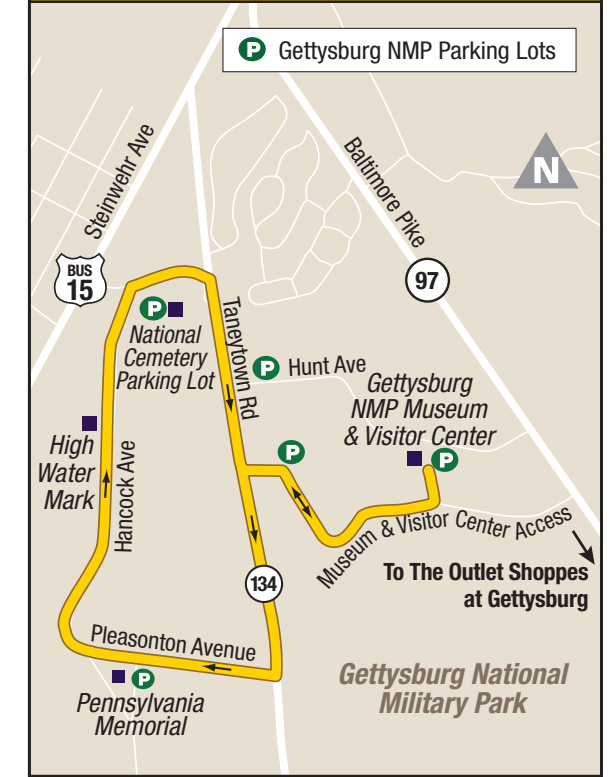 P Gettysburg NMP Parking Lots
Steinwehr Ave
Baltimore Pike
N
BUS
15
97
P
National
Cemetery
Parking Lot
Taneytown Rd
P Hunt Ave
Gettysburg
NMP Museum
& Visitor Center
P
P
High
Water
Mark
Hancock Ave
Museum & Visitor Center Access
To The Outlet Shoppes
at Gettysburg
134
Pleasonton Avenue
P
Pennsylvania
Memorial
Gettysburg National
Military Park